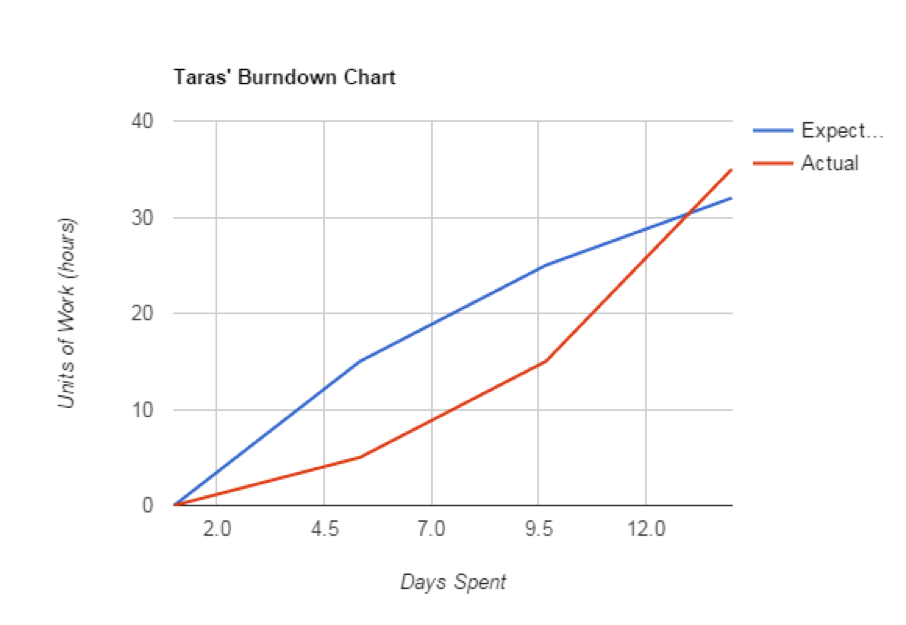 Taras' Burndown Chart
40
30
20
10
0
Units of Work (hours)
2.0 4.5 7.0 9.5 12.0
Days Spent
Expect...
Actual